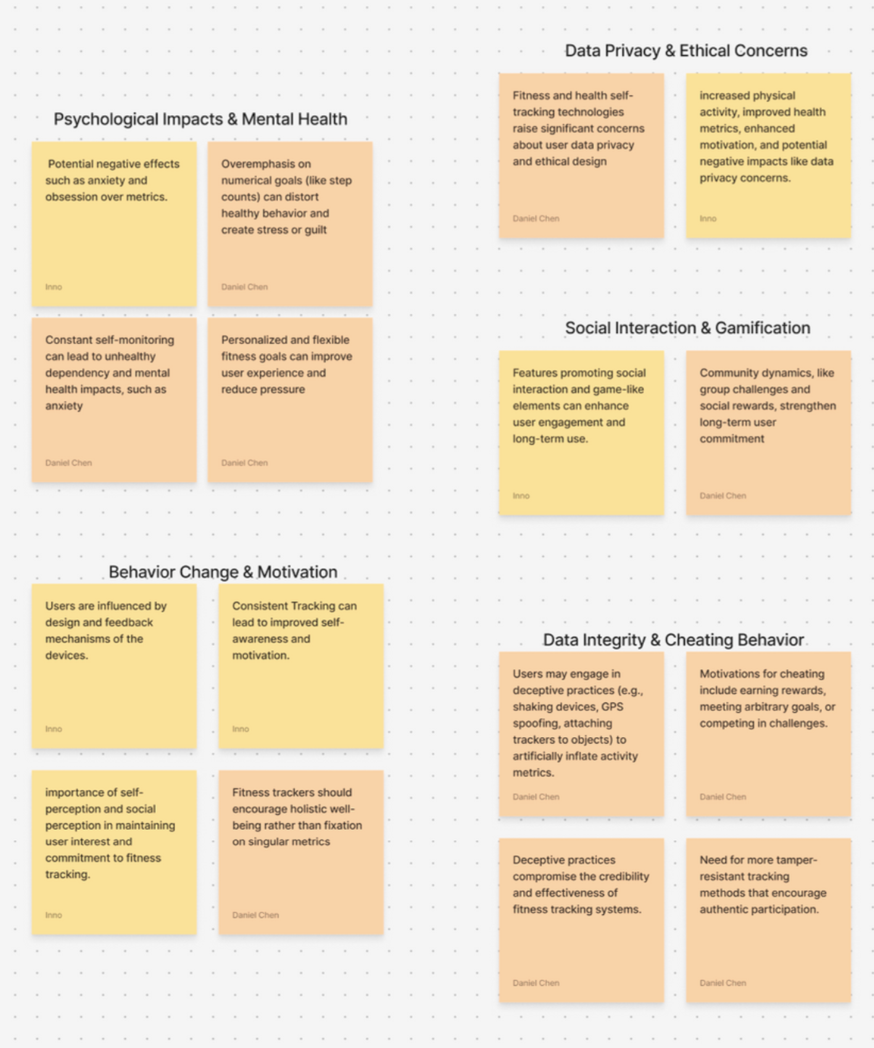 Psychological Impacts & Mental Health
Potential negative effects
such as anxiety and
obsession over metrics.
Inno
Overemphasis on
numerical goals (like step
counts) can distort
healthy behavior and
create stress or guilt
Daniel Chen
Constant self-monitoring
can lead to unhealthy
dependency and mental
health impacts, such as
anxiety
Daniel Chen
Personalized and flexible
fitness goals can improve
user experience and
reduce pressure
Daniel Chen
Behavior Change & Motivation
Users are influenced by
design and feedback
mechanisms of the
devices.
Inno
Consistent Tracking can
lead to improved self-
awareness and
motivation.
Inno
importance of self-
perception and social
perception in maintaining
user interest and
commitment to fitness
tracking.
Inno
Fitness trackers should
encourage holistic well-
being rather than fixation
on singular metrics
Daniel Chen
Data Privacy & Ethical Concerns
Fitness and health self-
tracking technologies
raise significant concerns
about user data privacy
and ethical design
Daniel Chen
increased physical
activity, improved health
metrics, enhanced
motivation, and potential
negative impacts like data
privacy concerns.
Inno
Social Interaction & Gamification
Features promoting social
interaction and game-like
elements can enhance
user engagement and
long-term use.
Inno
Community dynamics, like
group challenges and
social rewards, strengthen
long-term user
commitment
Daniel Chen
Data Integrity & Cheating Behavior
Users may engage in
deceptive practices (e.g.,
shaking devices, GPS
spoofing, attaching
trackers to objects) to
artificially inflate activity
metrics.
Daniel Chen
Motivations for cheating
include earning rewards,
meeting arbitrary goals, or
competing in challenges.
Daniel Chen
Deceptive practices
compromise the credibility
and effectiveness of
fitness tracking systems.
Daniel Chen
Need for more tamper-
resistant tracking
methods that encourage
authentic participation.
Daniel Chen